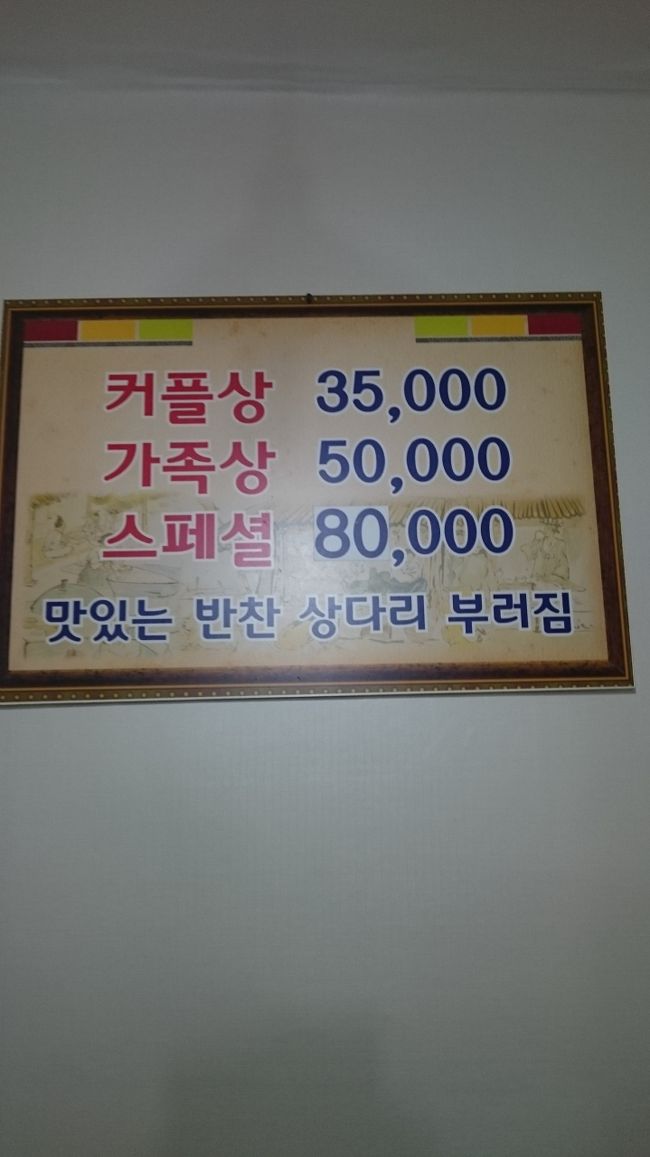 커플상 35,000
가족상 50,000
스페셜 80,000
맛있는 반찬 상다리 부러짐